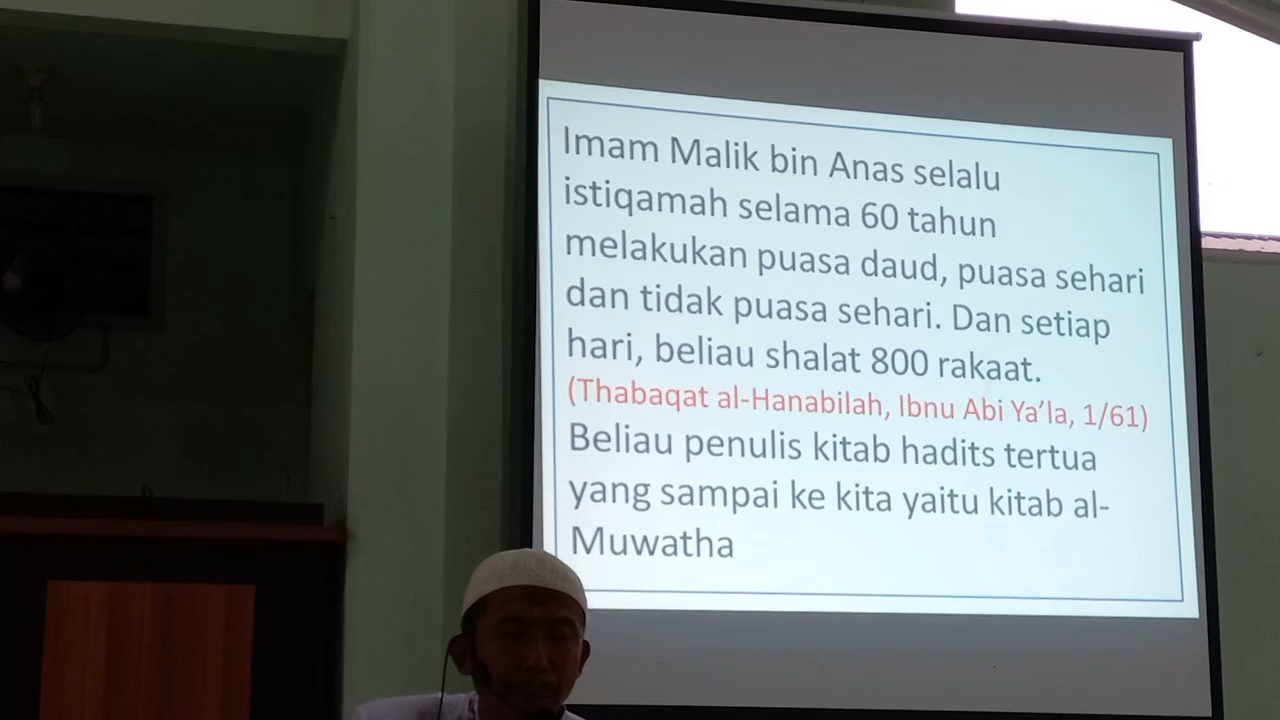 Imam Malik bin Anas selalu
istiqamah selama 60 tahun
melakukan puasa daud, puasa sehari
dan tidak puasa sehari. Dan setiap
hari, beliau shalat 800 rakaat.
(Thabaqat al-Hanabilah, Ibnu Abi Ya’la, 1/61)
Beliau penulis kitab hadits tertua
yang sampai ke kita yaitu kitab al-
Muwatha